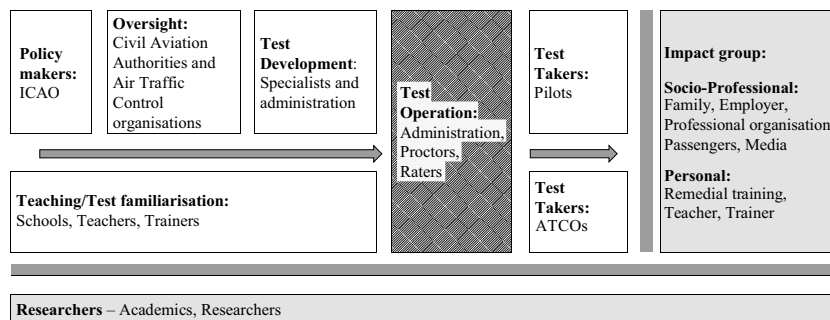 Policy
makers:
ICAO
Oversight:
Civil Aviation
Authorities and
Air Traffic
Control
organisations
Test
Development:
Specialists and
administration
Test
Operation:
Administration,
Proctors,
Raters
Test
Takers:
Pilots
Impact group:
Socio-Professional:
Family, Employer,
Professional organisation
Passengers, Media
Personal:
Remedial training,
Teacher, Trainer
Teaching/Test familiarisation:
Schools, Teachers, Trainers
Test
Takers:
ATCOs
Researchers – Academics, Researchers